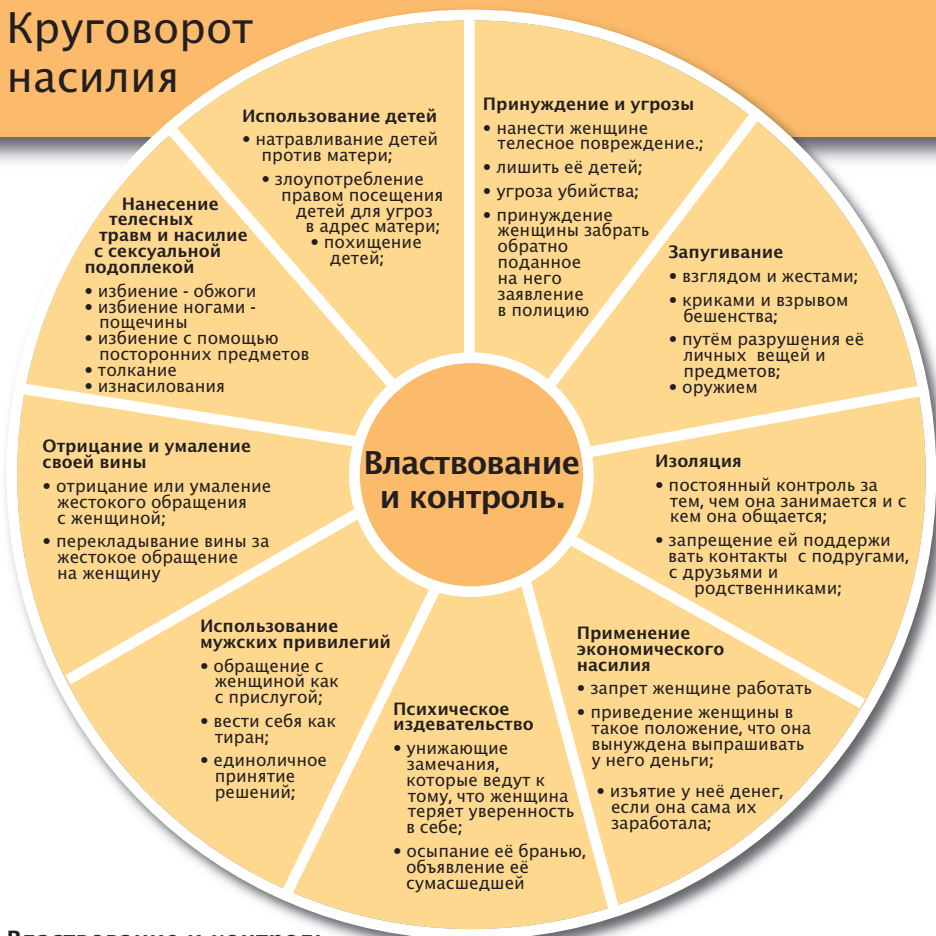 Круговорот
насилия
Использование детей
• натравливание детей
против матери;
• злоупотребление
правом посещения
детей для угроз
в адрес матери;
• похищение
детей;
Принуждение и угрозы
• нанести женщине
телесное повреждение.;
• лишить её детей;
• угроза убийства;
• принуждение
женщины забрать
обратно
поданное
на него
заявление
в полицию
Запугивание
• взглядом и жестами;
• криками и взрывом
бешенства;
• путём разрушения её
личных вещей и
предметов;
• оружием
Изоляция
• постоянный контроль за
тем, чем она занимается и с
кем она общается;
• запрещение ей поддержи
вать контакты с подругами,
с друзьями и
родственниками;
Применение
экономического
насилия
• запрет женщине работать
• приведение женщины в
такое положение, что она
вынуждена выпрашивать
у него деньги;
• изъятие у неё денег,
если она сама их
заработала;
Психическое
издевательство
• унижающие
замечания,
которые ведут к
тому, что женщина
теряет уверенность
в себе;
• осыпание её бранью,
объявление её
сумасшедшей
Использование
мужских привилегий
• обращение с
женщиной как
с прислугой;
• вести себя как
тиран;
• единоличное
принятие
решений;
Отрицание и умаление
своей вины
• отрицание или умаление
жестокого обращения
с женщиной;
• перекладывание вины за
жестокое обращение
на женщину
Нанесение
телесных
травм и насилие
с сексуальной
подоплекой
• избиение - обжоги
• избиение ногами -
пощечины
• избиение с помощью
посторонних предметов
• толкание
• изнасилования
Властвование
и контроль.
Властвование и контроль